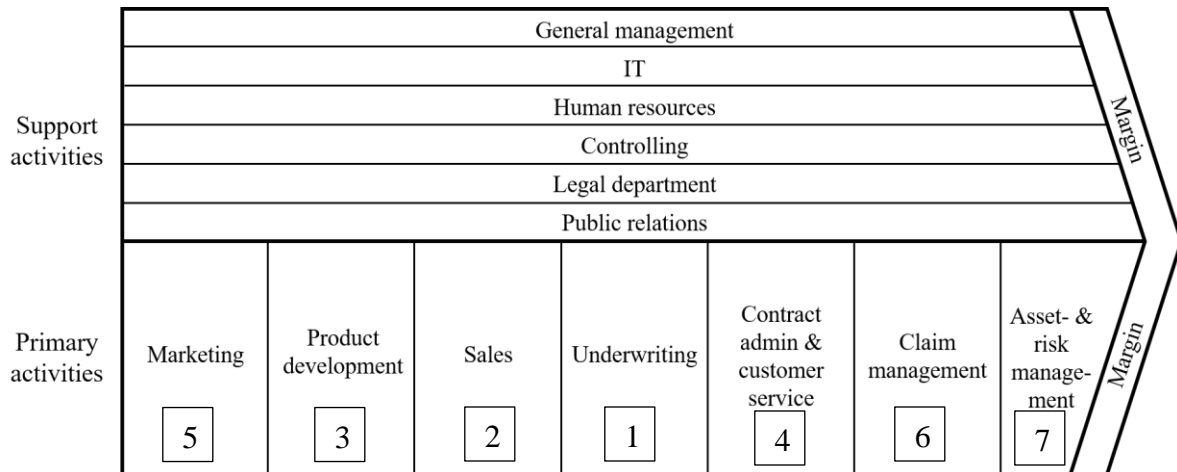 General management
IT
Human resources
Controlling
Legal department
Public relations
Support
activities
Margin
Primary
activities
Marketing
5
Product
development
3
Sales
2
Underwriting
1
Contract
admin &
customer
service
4
Claim
management
6
Asset- &
risk
manage-
ment
7
Margin